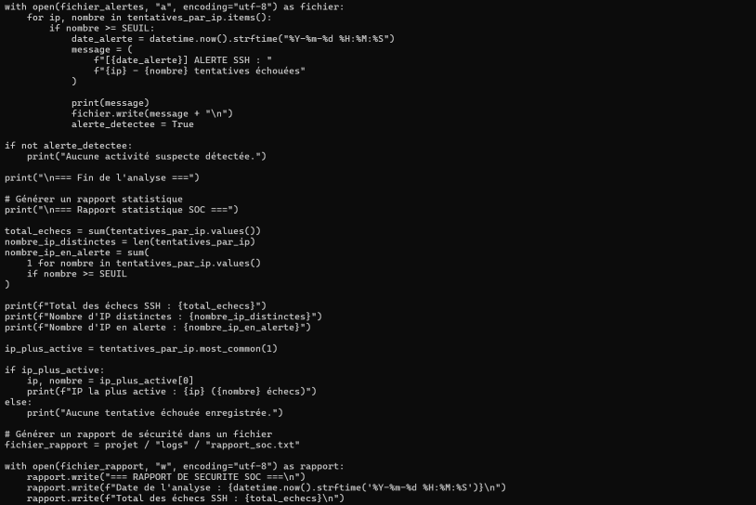 with open(fichier_alertes, "a", encoding="utf-8") as fichier:
    for ip, nombre in tentatives_par_ip.items():
        if nombre >= SEUIL:
            date_alerte = datetime.now().strftime("%Y-%m-%d %H:%M:%S")
            message = (
                f"[{date_alerte}] ALERTE SSH : "
                f"{ip} - {nombre} tentatives échouées"
            )

            print(message)
            fichier.write(message + "\n")
            alerte_detectee = True

if not alerte_detectee:
    print("Aucune activité suspecte détectée.")

print("\n=== Fin de l'analyse ===")

# Générer un rapport statistique
print("\n=== Rapport statistique SOC ===")

total_echecs = sum(tentatives_par_ip.values())
nombre_ip_distinctes = len(tentatives_par_ip)
nombre_ip_en_alerte = sum(
    1 for nombre in tentatives_par_ip.values()
    if nombre >= SEUIL
)

print(f"Total des échecs SSH : {total_echecs}")
print(f"Nombre d'IP distinctes : {nombre_ip_distinctes}")
print(f"Nombre d'IP en alerte : {nombre_ip_en_alerte}")

ip_plus_active = tentatives_par_ip.most_common(1)

if ip_plus_active:
    ip, nombre = ip_plus_active[0]
    print(f"IP la plus active : {ip} ({nombre} échecs)")
else:
    print("Aucune tentative échouée enregistrée.")

# Générer un rapport de sécurité dans un fichier
fichier_rapport = projet / "logs" / "rapport_soc.txt"

with open(fichier_rapport, "w", encoding="utf-8") as rapport:
    rapport.write("=== RAPPORT DE SECURITE SOC ===\n")
    rapport.write(f"Date de l'analyse : {datetime.now().strftime('%Y-%m-%d %H:%M:%S')}\n")
    rapport.write(f"Total des échecs SSH : {total_echecs}\n")